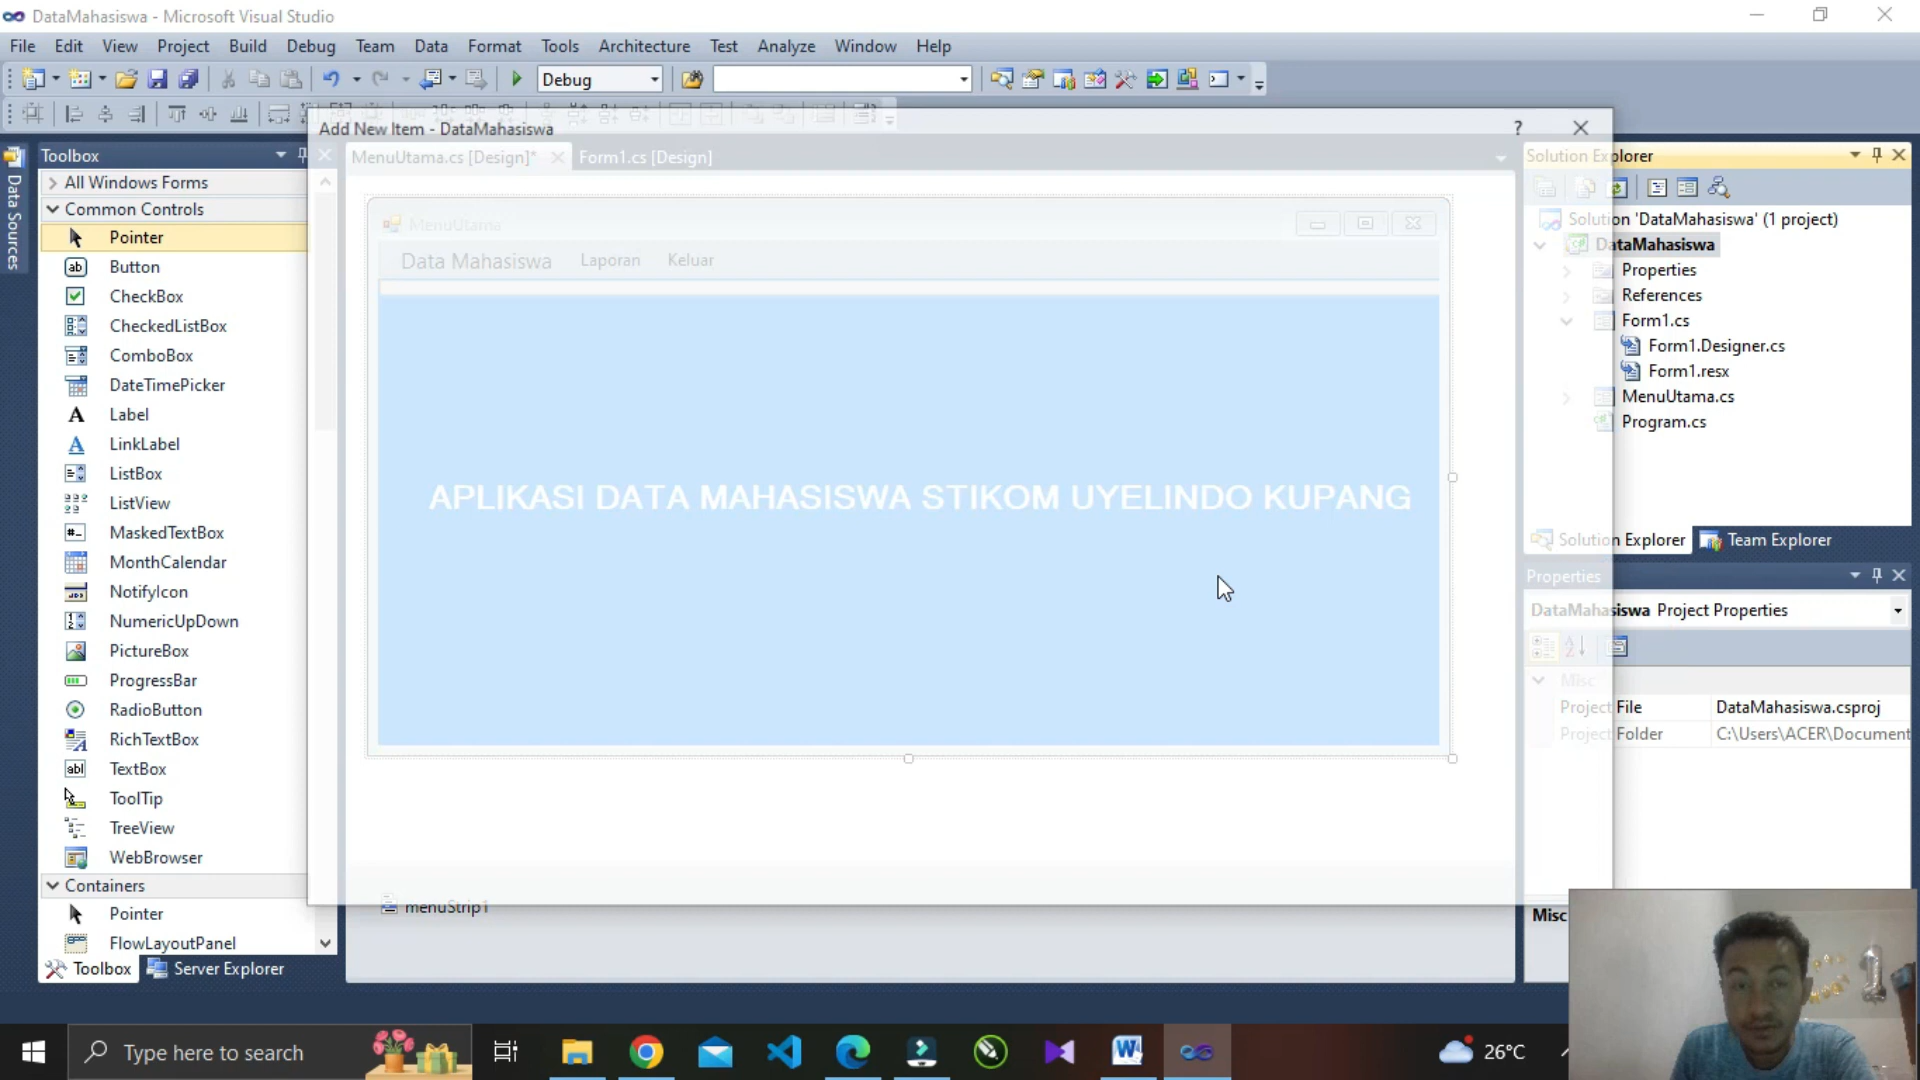 DataMahasiswa - Microsoft Visual Studio
File Edit View Project Build Debug Team Data Format Tools Architecture Test Analyze Window Help
Debug
Add New Item - DataMahasiswa
Toolbox
MenuUtama.cs [Design]* Form1.cs [Design]
Solution Explorer
Data Sources
All Windows Forms
Common Controls
Pointer
Button
CheckBox
CheckedListBox
ComboBox
DateTimePicker
Label
LinkLabel
ListBox
ListView
MaskedTextBox
MonthCalendar
NotifyIcon
NumericUpDown
PictureBox
ProgressBar
RadioButton
RichTextBox
TextBox
ToolTip
TreeView
WebBrowser
Containers
Pointer
FlowLayoutPanel
Toolbox Server Explorer
MenuUtama
Data Mahasiswa Laporan Keluar
APLIKASI DATA MAHASISWA STIKOM UYELINDO KUPANG
menuStrip1
Solution 'DataMahasiswa' (1 project)
DataMahasiswa
Properties
References
Form1.cs
Form1.Designer.cs
Form1.resx
MenuUtama.cs
Program.cs
Solution Explorer Team Explorer
Properties
DataMahasiswa Project Properties
Misc
Project File DataMahasiswa.csproj
Project Folder C:\Users\ACER\Document
Misc
Type here to search
26°C